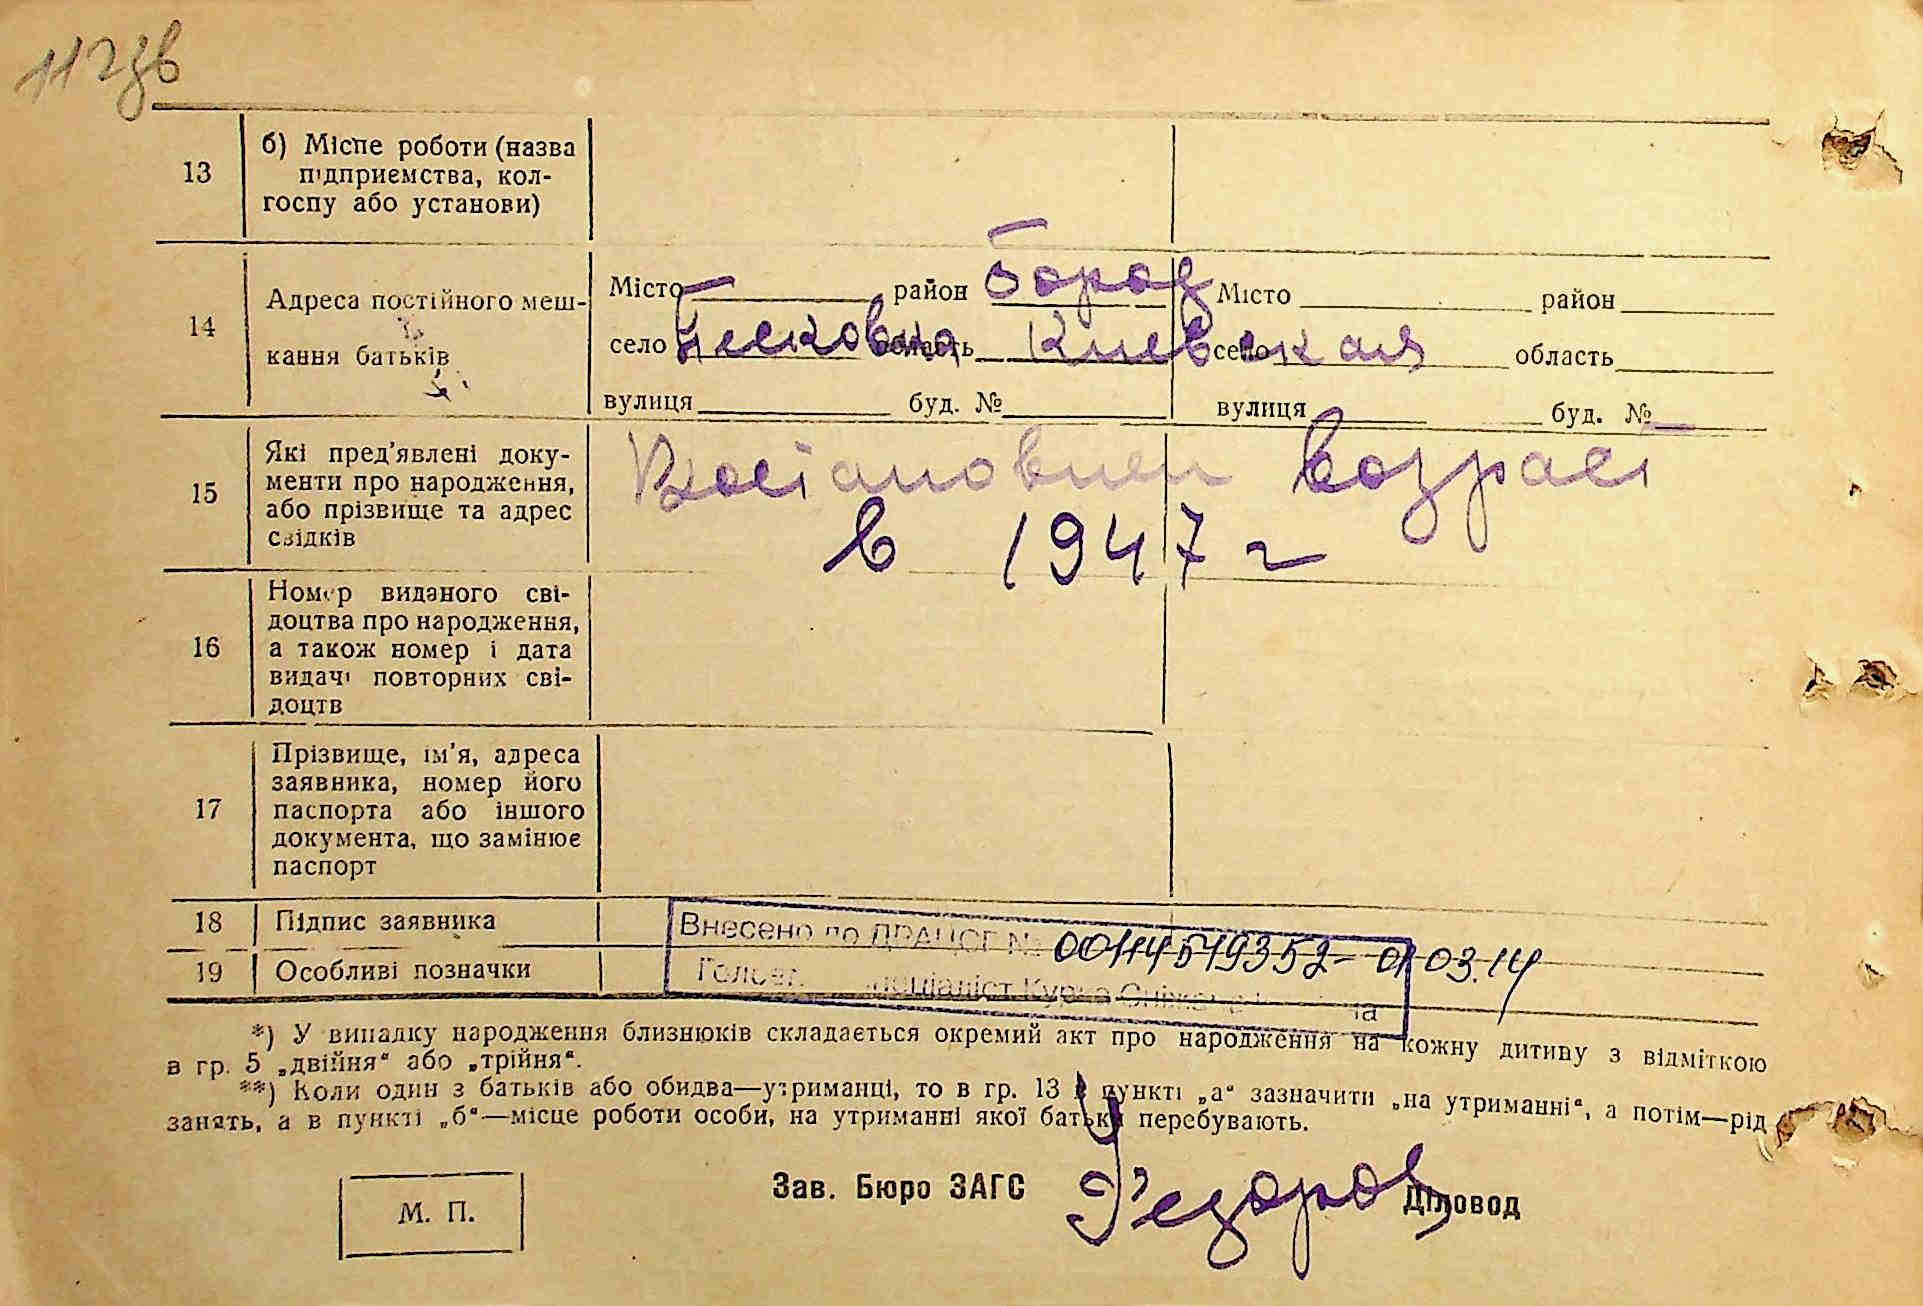 112зв
13
б) Місце роботи (назва
підприємства, кол-
госпу або установи)
14
Адреса постійного меш-
кання батьків
Місто район Бород
село Песковка область Киевская
вулиця буд. №
Місто район
село область
вулиця буд. №
15
Які пред'явлені доку-
менти про народження,
або прізвище та адрес
свідків
Востановлен возраст
в 1947 г
16
Номер виданого сві-
доцтва про народження,
а також номер і дата
видачі повторних сві-
доцтв
17
Прізвище, ім'я, адреса
заявника, номер його
паспорта або іншого
документа, що замінює
паспорт
18 Підпис заявника
19 Особливі позначки
Внесено до ДРАЦСГ № 00114519352- 01 03.14
спеціаліст
*) У випадку народження близнюків складається окремий акт про народження на кожну дитину з відміткою
в гр. 5 „двійня“ або „трійня“.
**) Коли один з батьків або обидва—утриманці, то в гр. 13 в пункті „а“ зазначити „на утриманні“, а потім—рід
занять, а в пункті „б“—місце роботи особи, на утриманні якої батьки перебувають.
М. П.
Зав. Бюро ЗАГС
Діловод